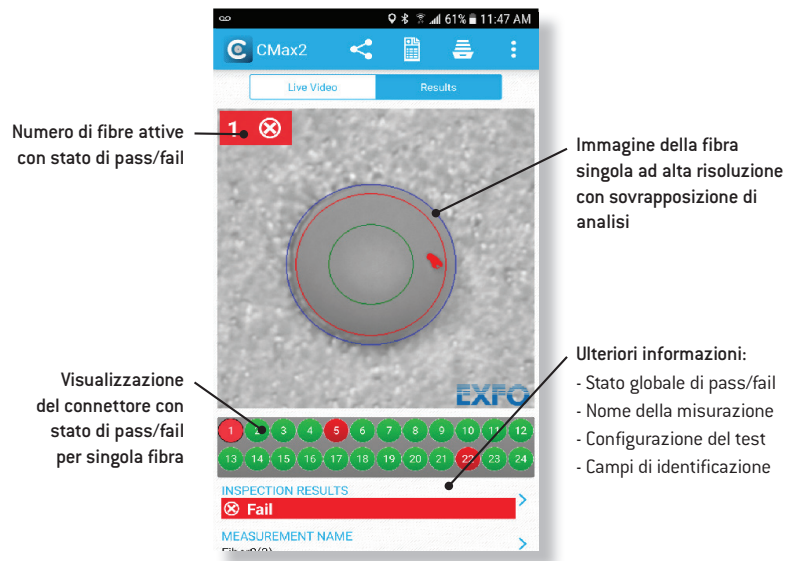 61% 11:47 AM
CMax2
Live Video
Results
1
Numero di fibre attive
con stato di pass/fail
Immagine della fibra
singola ad alta risoluzione
con sovrapposizione di
analisi
EXFO
Visualizzazione
del connettore con
stato di pass/fail
per singola fibra
1 2 3 4 5 6 7 8 9 10 11 12
13 14 15 16 17 18 19 20 21 22 23 24
Ulteriori informazioni:
- Stato globale di pass/fail
- Nome della misurazione
- Configurazione del test
- Campi di identificazione
INSPECTION RESULTS
Fail
MEASUREMENT NAME